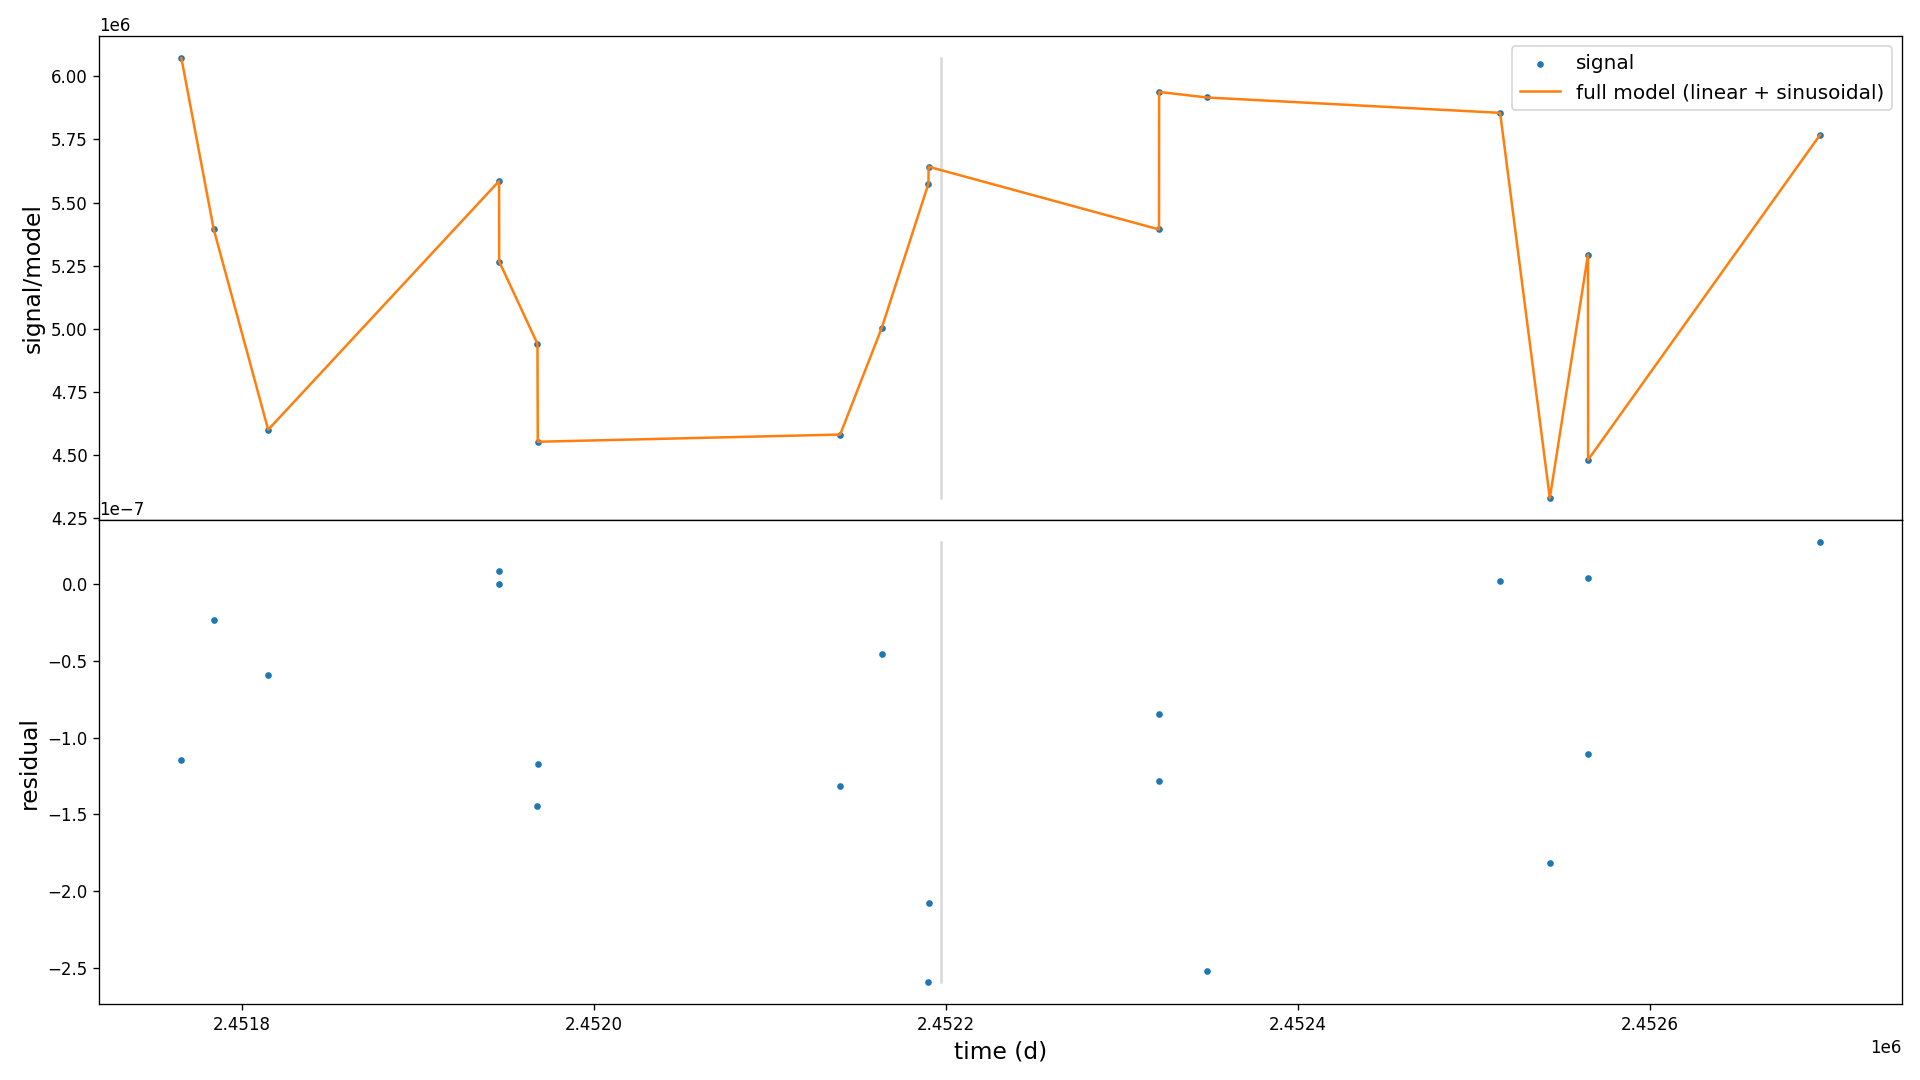 1e6
6.00
5.75
5.50
5.25
5.00
4.75
4.50
4.25
signal/model
signal
full model (linear + sinusoidal)
1e−7
0.0
−0.5
−1.0
−1.5
−2.0
−2.5
residual
2.4518
2.4520
2.4522
2.4524
2.4526
1e6
time (d)